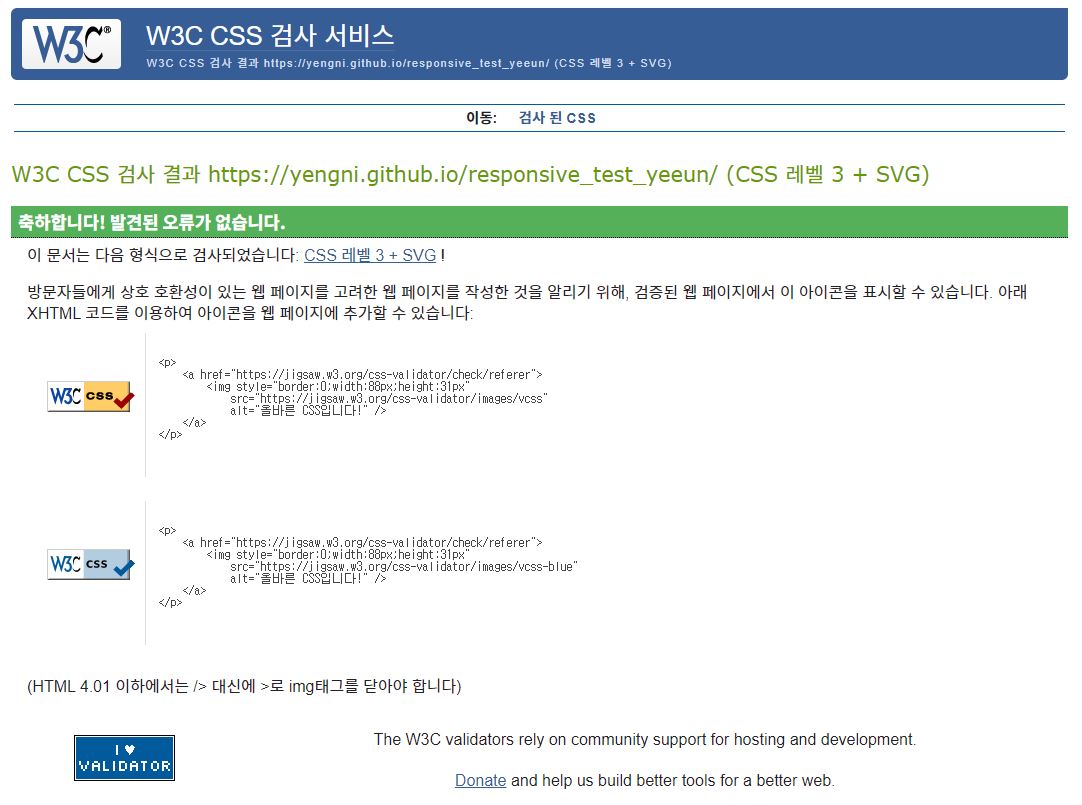 W3C®
W3C CSS 검사 서비스
W3C CSS 검사 결과 https://yengni.github.io/responsive_test_yeeun/ (CSS 레벨 3 + SVG)
이동: 검사 된 CSS
W3C CSS 검사 결과 https://yengni.github.io/responsive_test_yeeun/ (CSS 레벨 3 + SVG)
축하합니다! 발견된 오류가 없습니다.
이 문서는 다음 형식으로 검사되었습니다: CSS 레벨 3 + SVG !
방문자들에게 상호 호환성이 있는 웹 페이지를 고려한 웹 페이지를 작성한 것을 알리기 위해, 검증된 웹 페이지에서 이 아이콘을 표시할 수 있습니다. 아래
XHTML 코드를 이용하여 아이콘을 웹 페이지에 추가할 수 있습니다:
W3C css
<p>
<a href="https://jigsaw.w3.org/css-validator/check/referer">
<img style="border:0;width:88px;height:31px"
src="https://jigsaw.w3.org/css-validator/images/vcss"
alt="올바른 CSS입니다!" />
</a>
</p>
W3C css
<p>
<a href="https://jigsaw.w3.org/css-validator/check/referer">
<img style="border:0;width:88px;height:31px"
src="https://jigsaw.w3.org/css-validator/images/vcss-blue"
alt="올바른 CSS입니다!" />
</a>
</p>
(HTML 4.01 이하에서는 /> 대신에 >로 img태그를 닫아야 합니다)
I ♥
VALIDATOR
The W3C validators rely on community support for hosting and development.
Donate and help us build better tools for a better web.